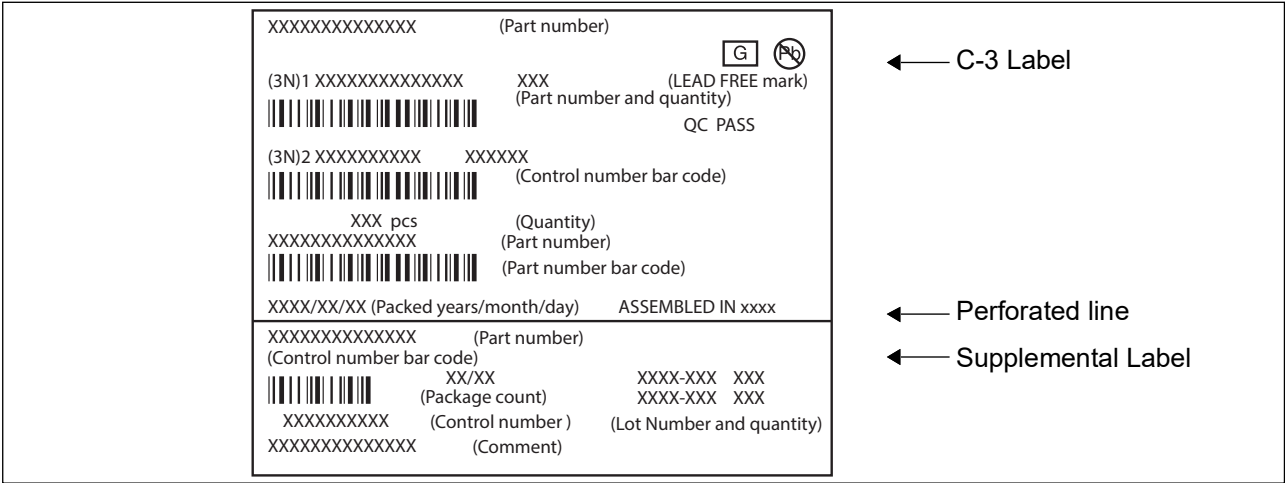 XXXXXXXXXXXXXX (Part number)
G Pb
C-3 Label
(3N)1 XXXXXXXXXXXXXX XXX (LEAD FREE mark)
(Part number and quantity)
QC PASS
(3N)2 XXXXXXXXXX XXXXXX
(Control number bar code)
XXX pcs (Quantity)
XXXXXXXXXXXXXX (Part number)
(Part number bar code)
XXXX/XX/XX (Packed years/month/day) ASSEMBLED IN xxxx
Perforated line
XXXXXXXXXXXXXX (Part number)
(Control number bar code)
Supplemental Label
XX/XX XXXX-XXX XXX
(Package count) XXXX-XXX XXX
XXXXXXXXXX (Control number ) (Lot Number and quantity)
XXXXXXXXXXXXXX (Comment)